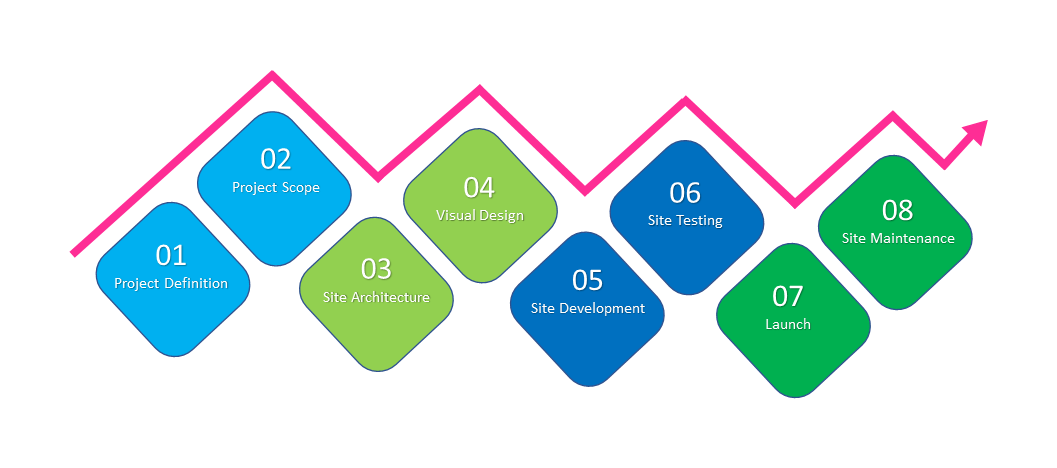 01
Project Definition
02
Project Scope
03
Site Architecture
04
Visual Design
05
Site Development
06
Site Testing
07
Launch
08
Site Maintenance